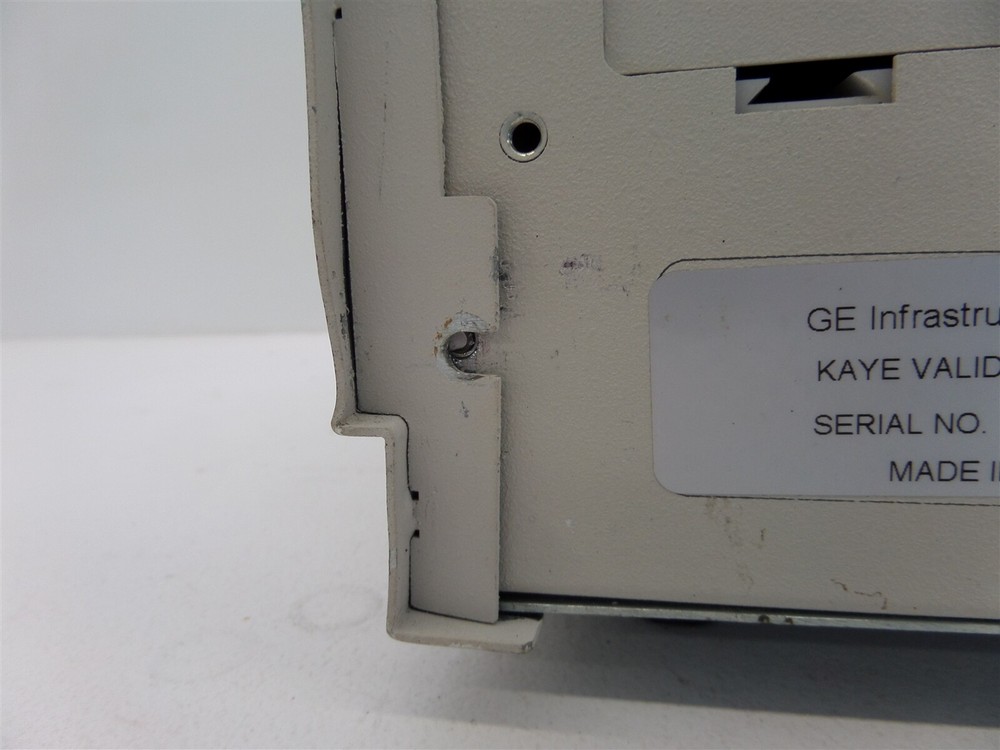 GE Infrastru
KAYE VALID
SERIAL NO.
MADE I